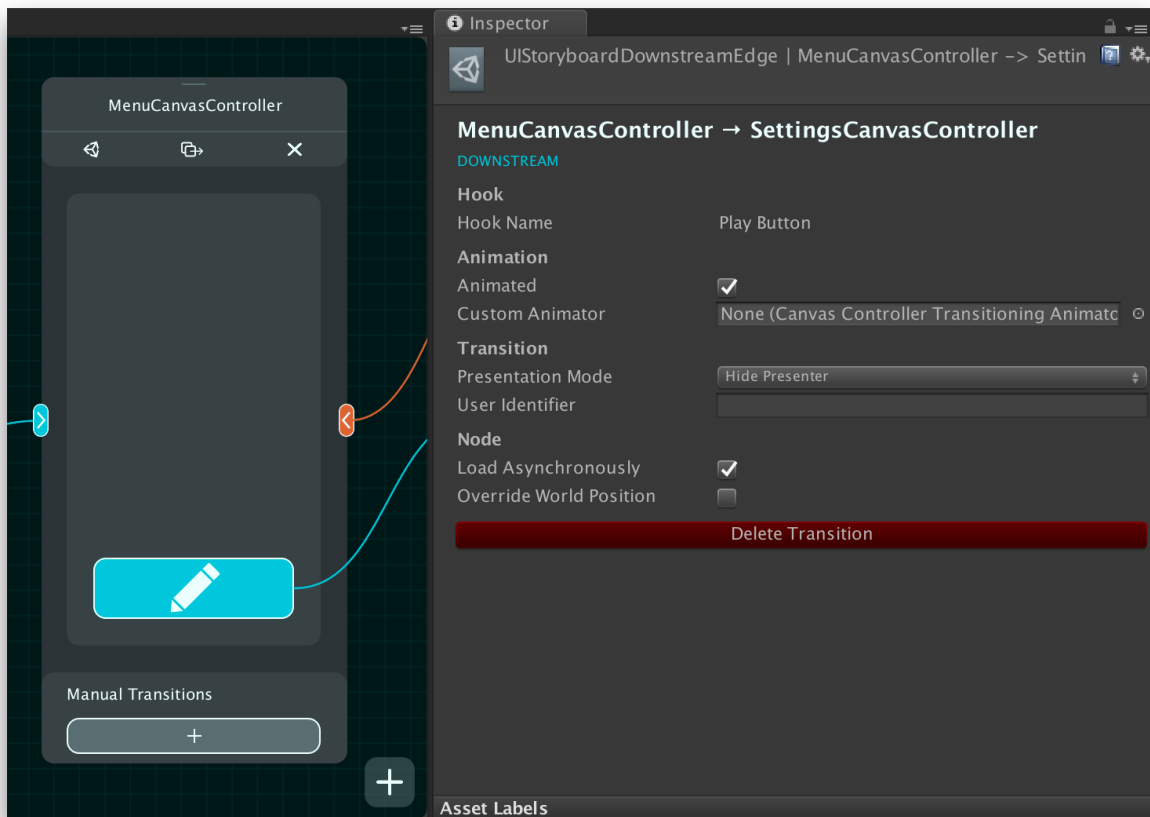 MenuCanvasController
Manual Transitions
Inspector
UIStoryboardDownstreamEdge | MenuCanvasController -> Settin
MenuCanvasController → SettingsCanvasController
DOWNSTREAM
Hook
Hook Name Play Button
Animation
Animated
Custom Animator None (Canvas Controller Transitioning Animatc
Transition
Presentation Mode Hide Presenter
User Identifier
Node
Load Asynchronously
Override World Position
Delete Transition
Asset Labels